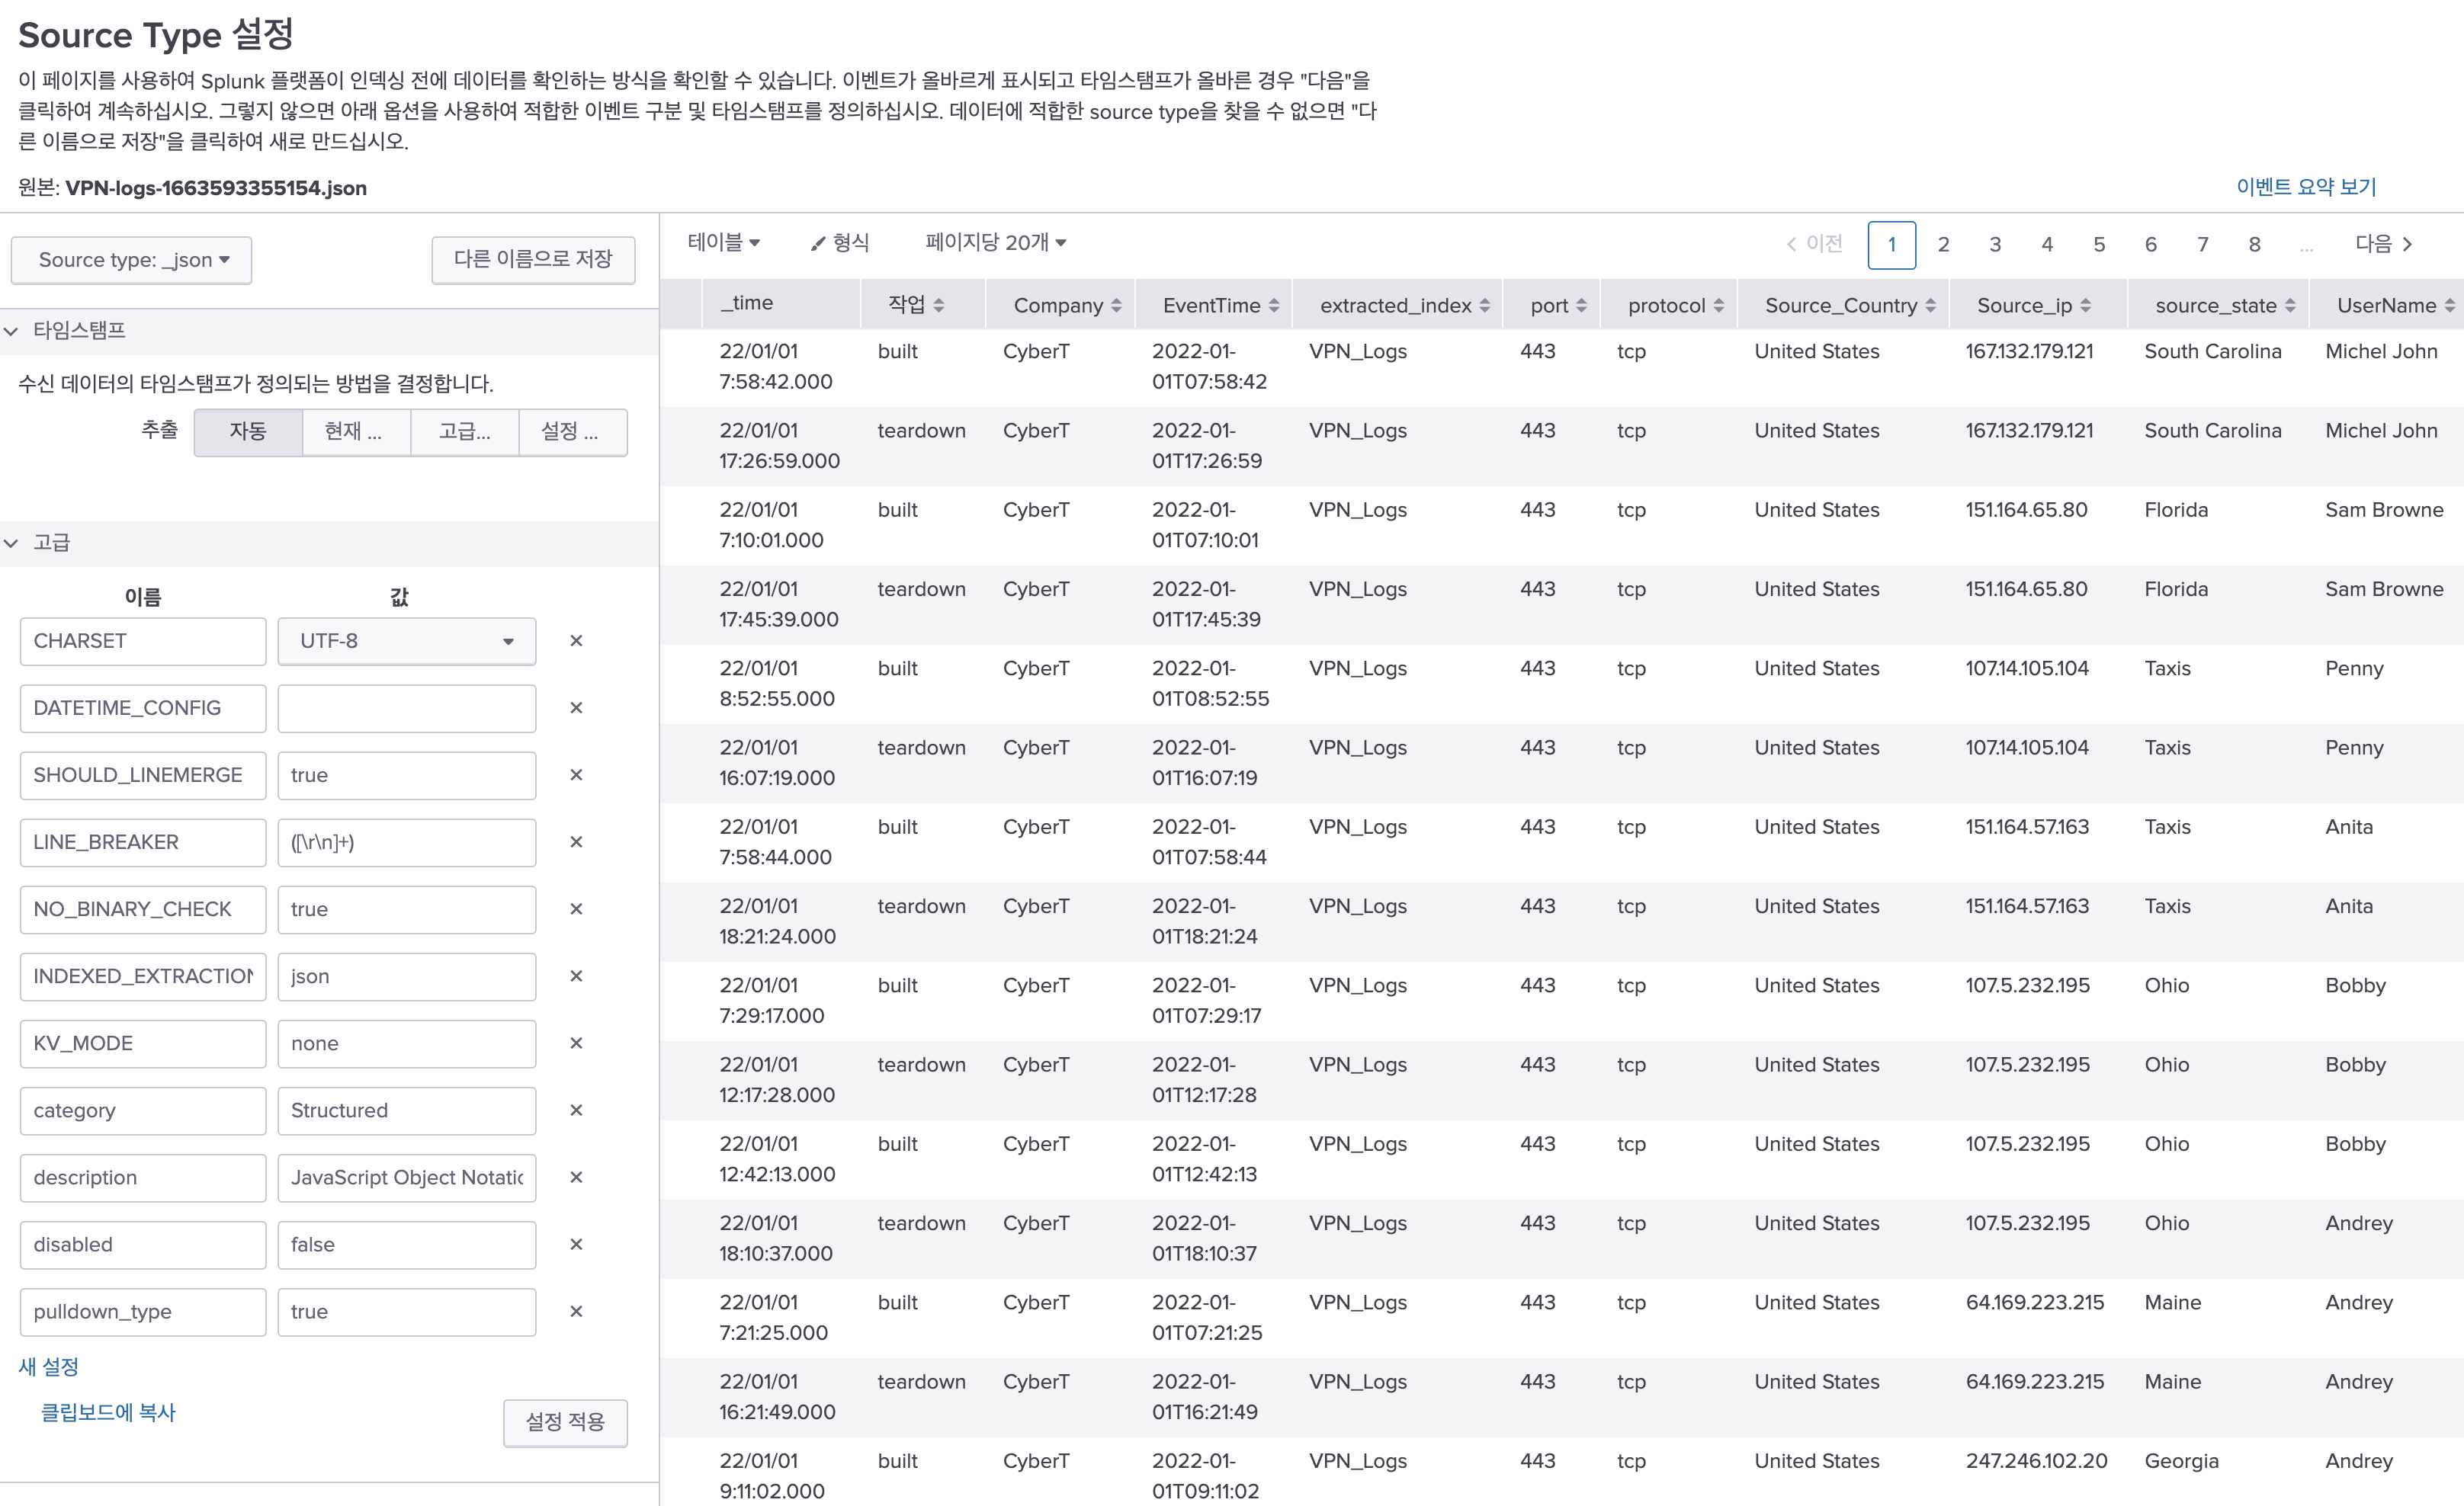 Source Type 설정
이 페이지를 사용하여 Splunk 플랫폼이 인덱싱 전에 데이터를 확인하는 방식을 확인할 수 있습니다. 이벤트가 올바르게 표시되고 타임스탬프가 올바른 경우 "다음"을
클릭하여 계속하십시오. 그렇지 않으면 아래 옵션을 사용하여 적합한 이벤트 구분 및 타임스탬프를 정의하십시오. 데이터에 적합한 source type을 찾을 수 없으면 "다
른 이름으로 저장"을 클릭하여 새로 만드십시오.
원본: VPN-logs-1663593355154.json
이벤트 요약 보기
Source type: _json
다른 이름으로 저장
타임스탬프
수신 데이터의 타임스탬프가 정의되는 방법을 결정합니다.
추출 자동 현재 ... 고급... 설정 ...
고급
이름 값
CHARSET UTF-8
DATETIME_CONFIG
SHOULD_LINEMERGE true
LINE_BREAKER ([\r\n]+)
NO_BINARY_CHECK true
INDEXED_EXTRACTION json
KV_MODE none
category Structured
description JavaScript Object Notatic
disabled false
pulldown_type true
새 설정
클립보드에 복사
설정 적용
테이블 형식 페이지당 20개 이전 1 2 3 4 5 6 7 8 ... 다음
_time 작업 Company EventTime extracted_index port protocol Source_Country Source_ip source_state UserName
22/01/01 built CyberT 2022-01- VPN_Logs 443 tcp United States 167.132.179.121 South Carolina Michel John
7:58:42.000 01T07:58:42
22/01/01 teardown CyberT 2022-01- VPN_Logs 443 tcp United States 167.132.179.121 South Carolina Michel John
17:26:59.000 01T17:26:59
22/01/01 built CyberT 2022-01- VPN_Logs 443 tcp United States 151.164.65.80 Florida Sam Browne
7:10:01.000 01T07:10:01
22/01/01 teardown CyberT 2022-01- VPN_Logs 443 tcp United States 151.164.65.80 Florida Sam Browne
17:45:39.000 01T17:45:39
22/01/01 built CyberT 2022-01- VPN_Logs 443 tcp United States 107.14.105.104 Taxis Penny
8:52:55.000 01T08:52:55
22/01/01 teardown CyberT 2022-01- VPN_Logs 443 tcp United States 107.14.105.104 Taxis Penny
16:07:19.000 01T16:07:19
22/01/01 built CyberT 2022-01- VPN_Logs 443 tcp United States 151.164.57.163 Taxis Anita
7:58:44.000 01T07:58:44
22/01/01 teardown CyberT 2022-01- VPN_Logs 443 tcp United States 151.164.57.163 Taxis Anita
18:21:24.000 01T18:21:24
22/01/01 built CyberT 2022-01- VPN_Logs 443 tcp United States 107.5.232.195 Ohio Bobby
7:29:17.000 01T07:29:17
22/01/01 teardown CyberT 2022-01- VPN_Logs 443 tcp United States 107.5.232.195 Ohio Bobby
12:17:28.000 01T12:17:28
22/01/01 built CyberT 2022-01- VPN_Logs 443 tcp United States 107.5.232.195 Ohio Bobby
12:42:13.000 01T12:42:13
22/01/01 teardown CyberT 2022-01- VPN_Logs 443 tcp United States 107.5.232.195 Ohio Andrey
18:10:37.000 01T18:10:37
22/01/01 built CyberT 2022-01- VPN_Logs 443 tcp United States 64.169.223.215 Maine Andrey
7:21:25.000 01T07:21:25
22/01/01 teardown CyberT 2022-01- VPN_Logs 443 tcp United States 64.169.223.215 Maine Andrey
16:21:49.000 01T16:21:49
22/01/01 built CyberT 2022-01- VPN_Logs 443 tcp United States 247.246.102.20 Georgia Andrey
9:11:02.000 01T09:11:02